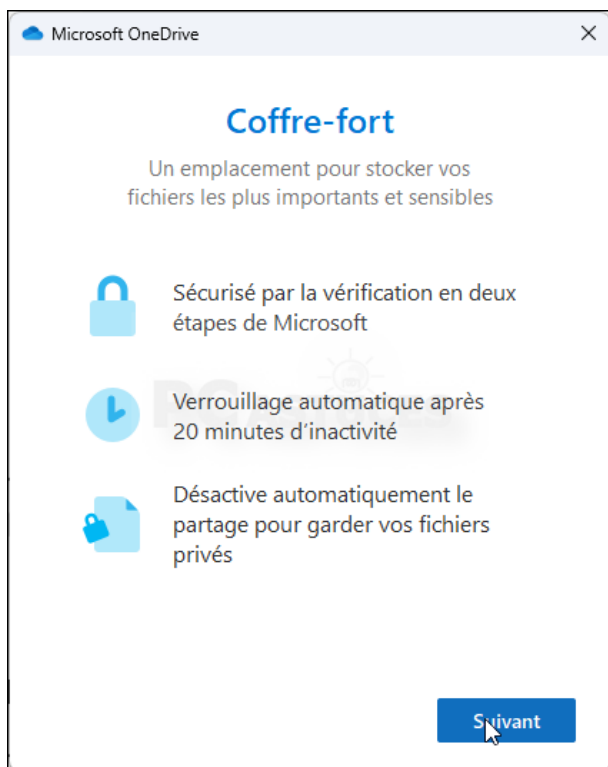 Microsoft OneDrive
Coffre-fort
Un emplacement pour stocker vos
fichiers les plus importants et sensibles
Sécurisé par la vérification en deux
étapes de Microsoft
Verrouillage automatique après
20 minutes d’inactivité
Désactive automatiquement le
partage pour garder vos fichiers
privés
Suivant